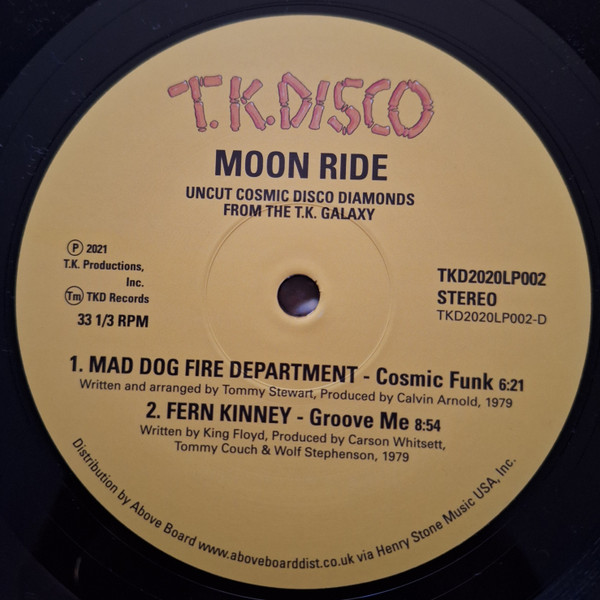 T.K. DISCO
MOON RIDE
UNCUT COSMIC DISCO DIAMONDS
FROM THE T.K. GALAXY
Ⓟ 2021
T.K. Productions,
Inc.
Tm TKD Records
33 1/3 RPM
TKD2020LP002
STEREO
TKD2020LP002-D
1. MAD DOG FIRE DEPARTMENT - Cosmic Funk 6:21
Written and arranged by Tommy Stewart, Produced by Calvin Arnold, 1979
2. FERN KINNEY - Groove Me 8:54
Written by King Floyd, Produced by Carson Whitsett,
Tommy Couch & Wolf Stephenson, 1979
Distribution by Above Board www.aboveboarddist.co.uk via Henry Stone Music USA, Inc.